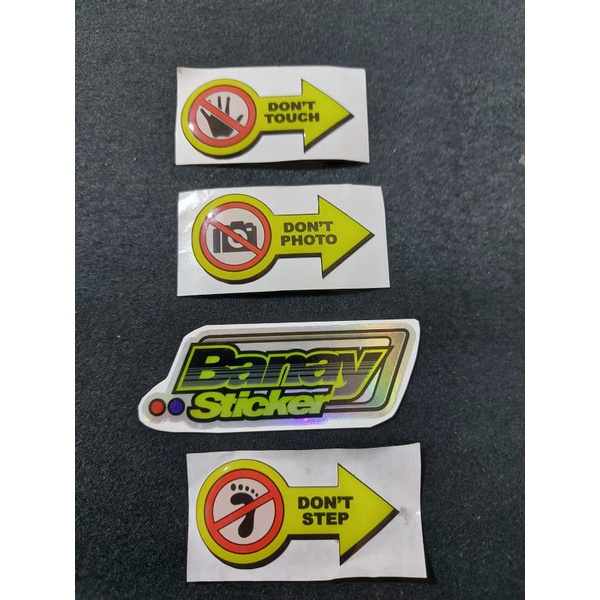 DON'T
TOUCH
DON'T
PHOTO
Banay
Sticker
DON'T
STEP